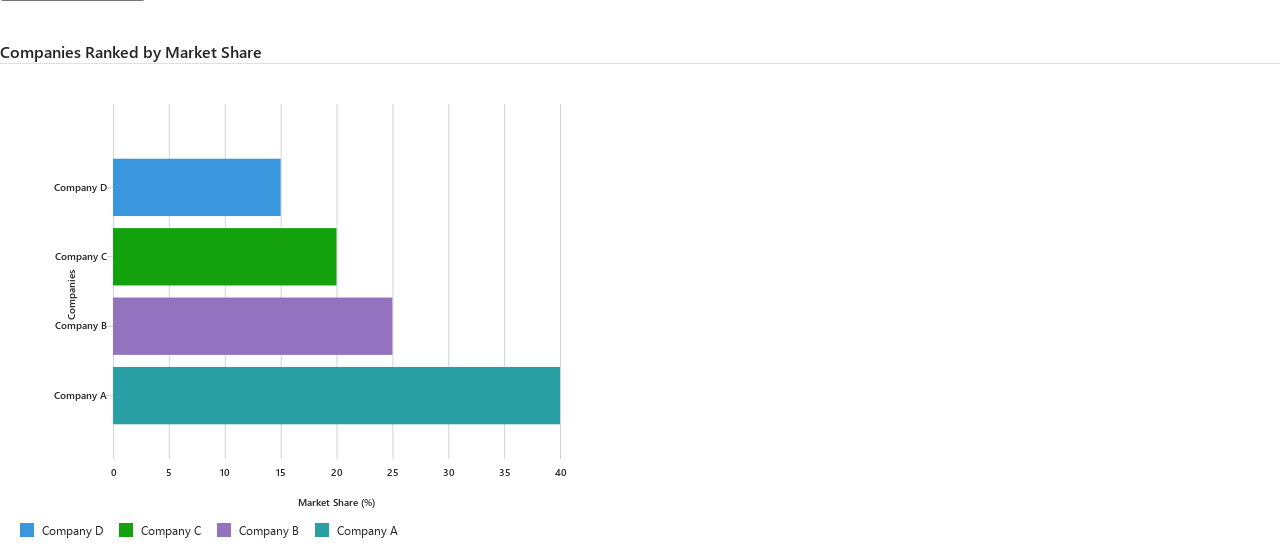 Companies Ranked by Market Share
Company D
Company C
Companies
Company B
Company A
0 5 10 15 20 25 30 35 40
Market Share (%)
Company D Company C Company B Company A